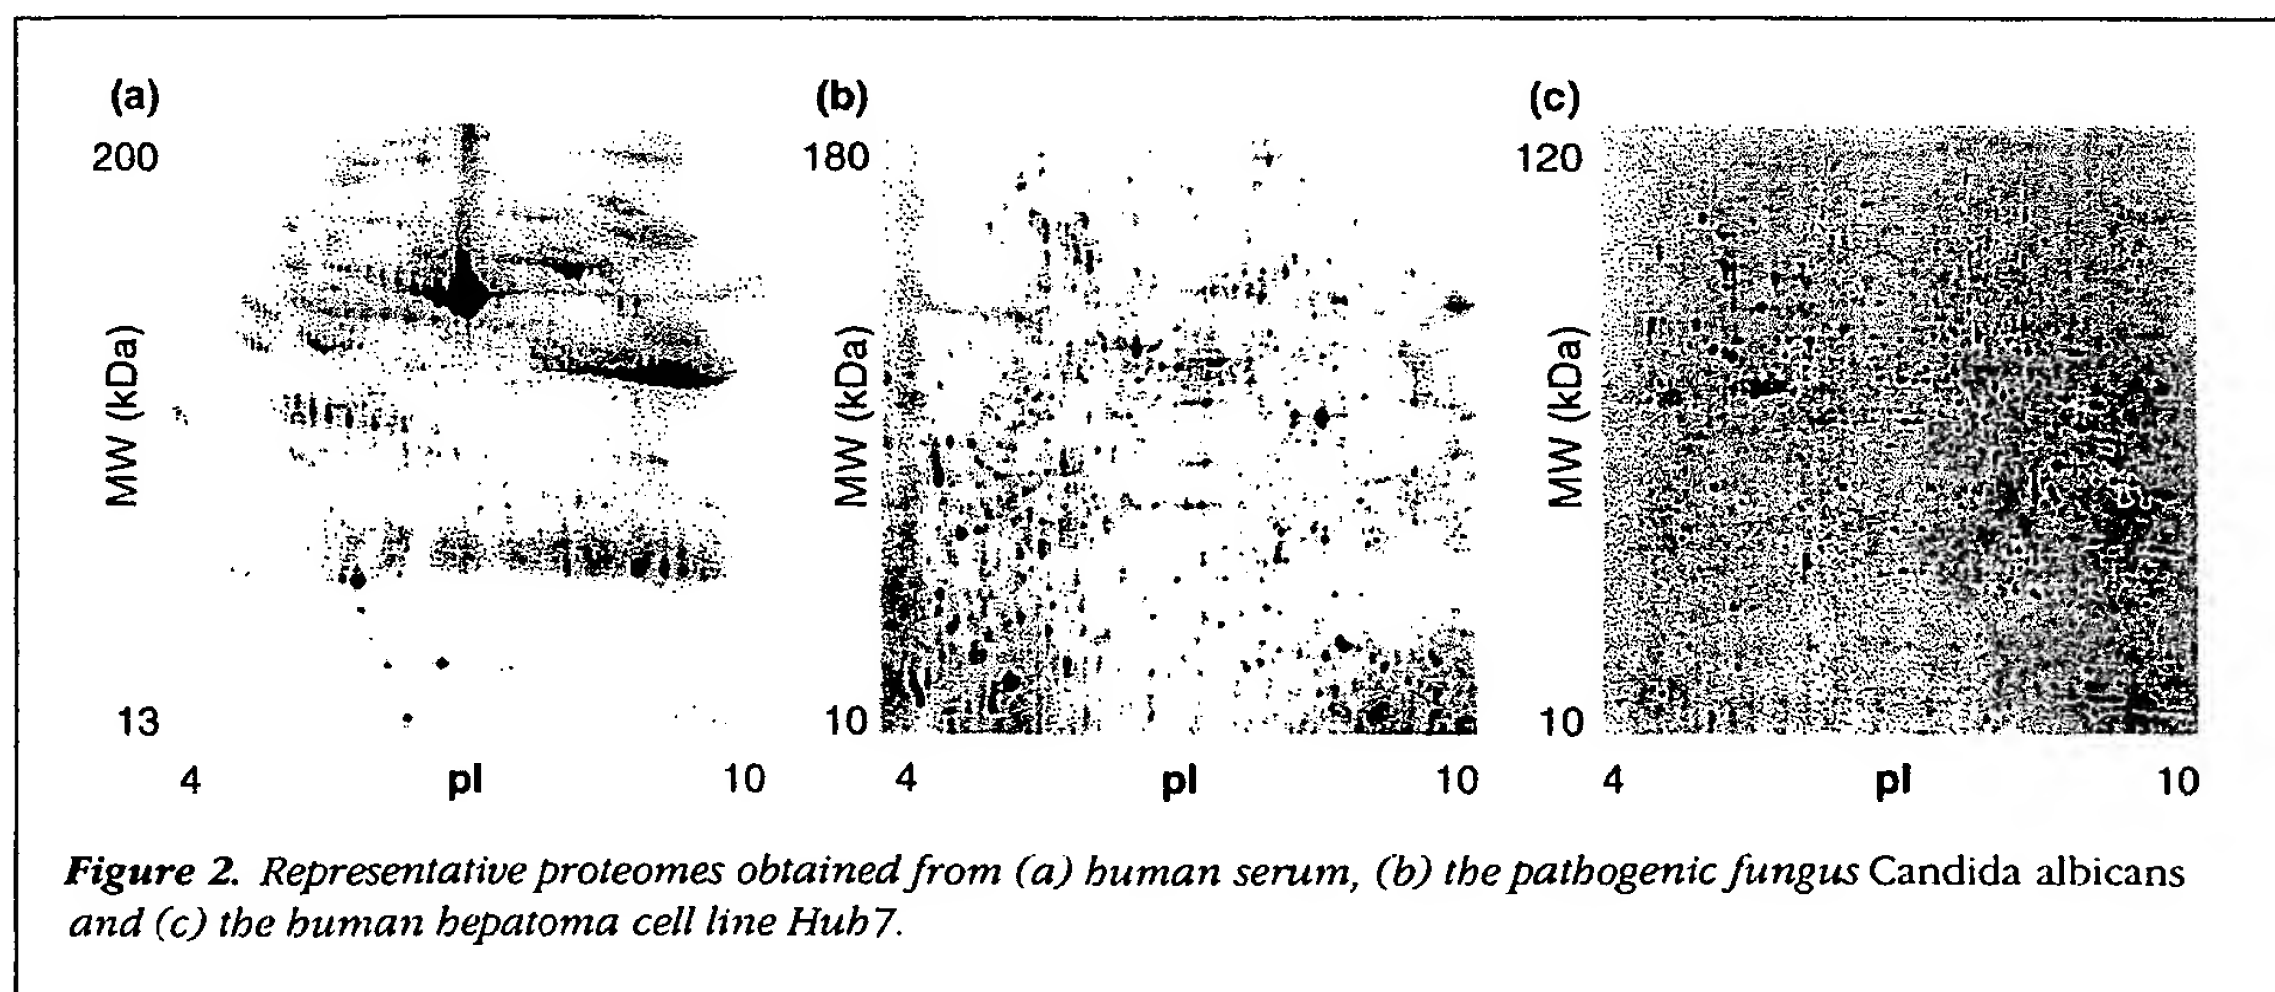 (a) (b) (c)
200 180 120
MW (kDa) MW (kDa) MW (kDa)
13 10 10
4 pI 10 4 pI 10 4 pI 10
Figure 2. Representative proteomes obtained from (a) human serum, (b) the pathogenic fungus Candida albicans
and (c) the human hepatoma cell line Huh7.